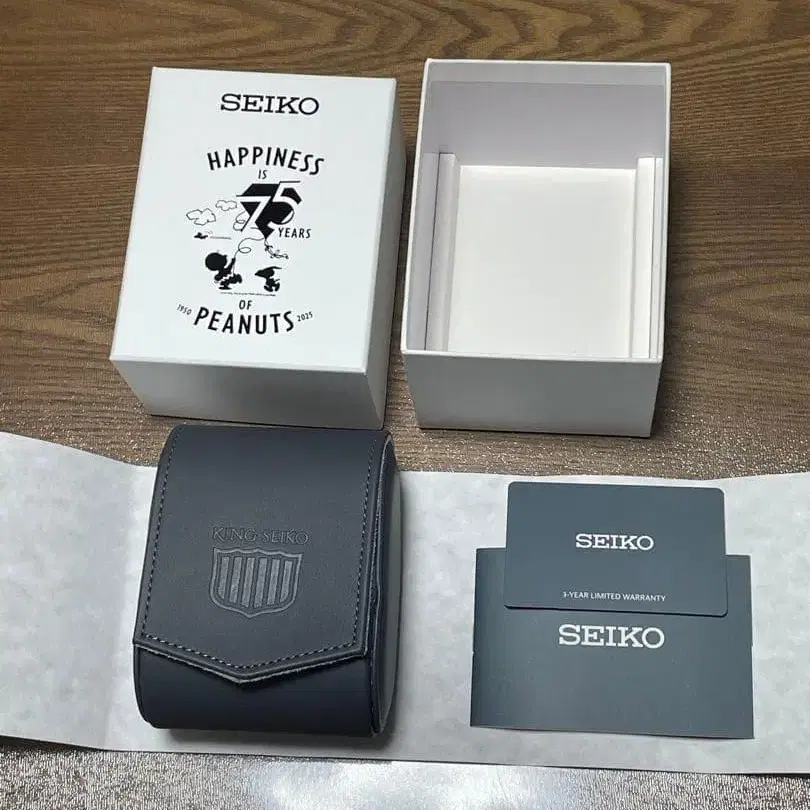 SEIKO
HAPPINESS
IS
75
YEARS
OF
1950 PEANUTS 2025
KING SEIKO
SEIKO
3-YEAR LIMITED WARRANTY
SEIKO